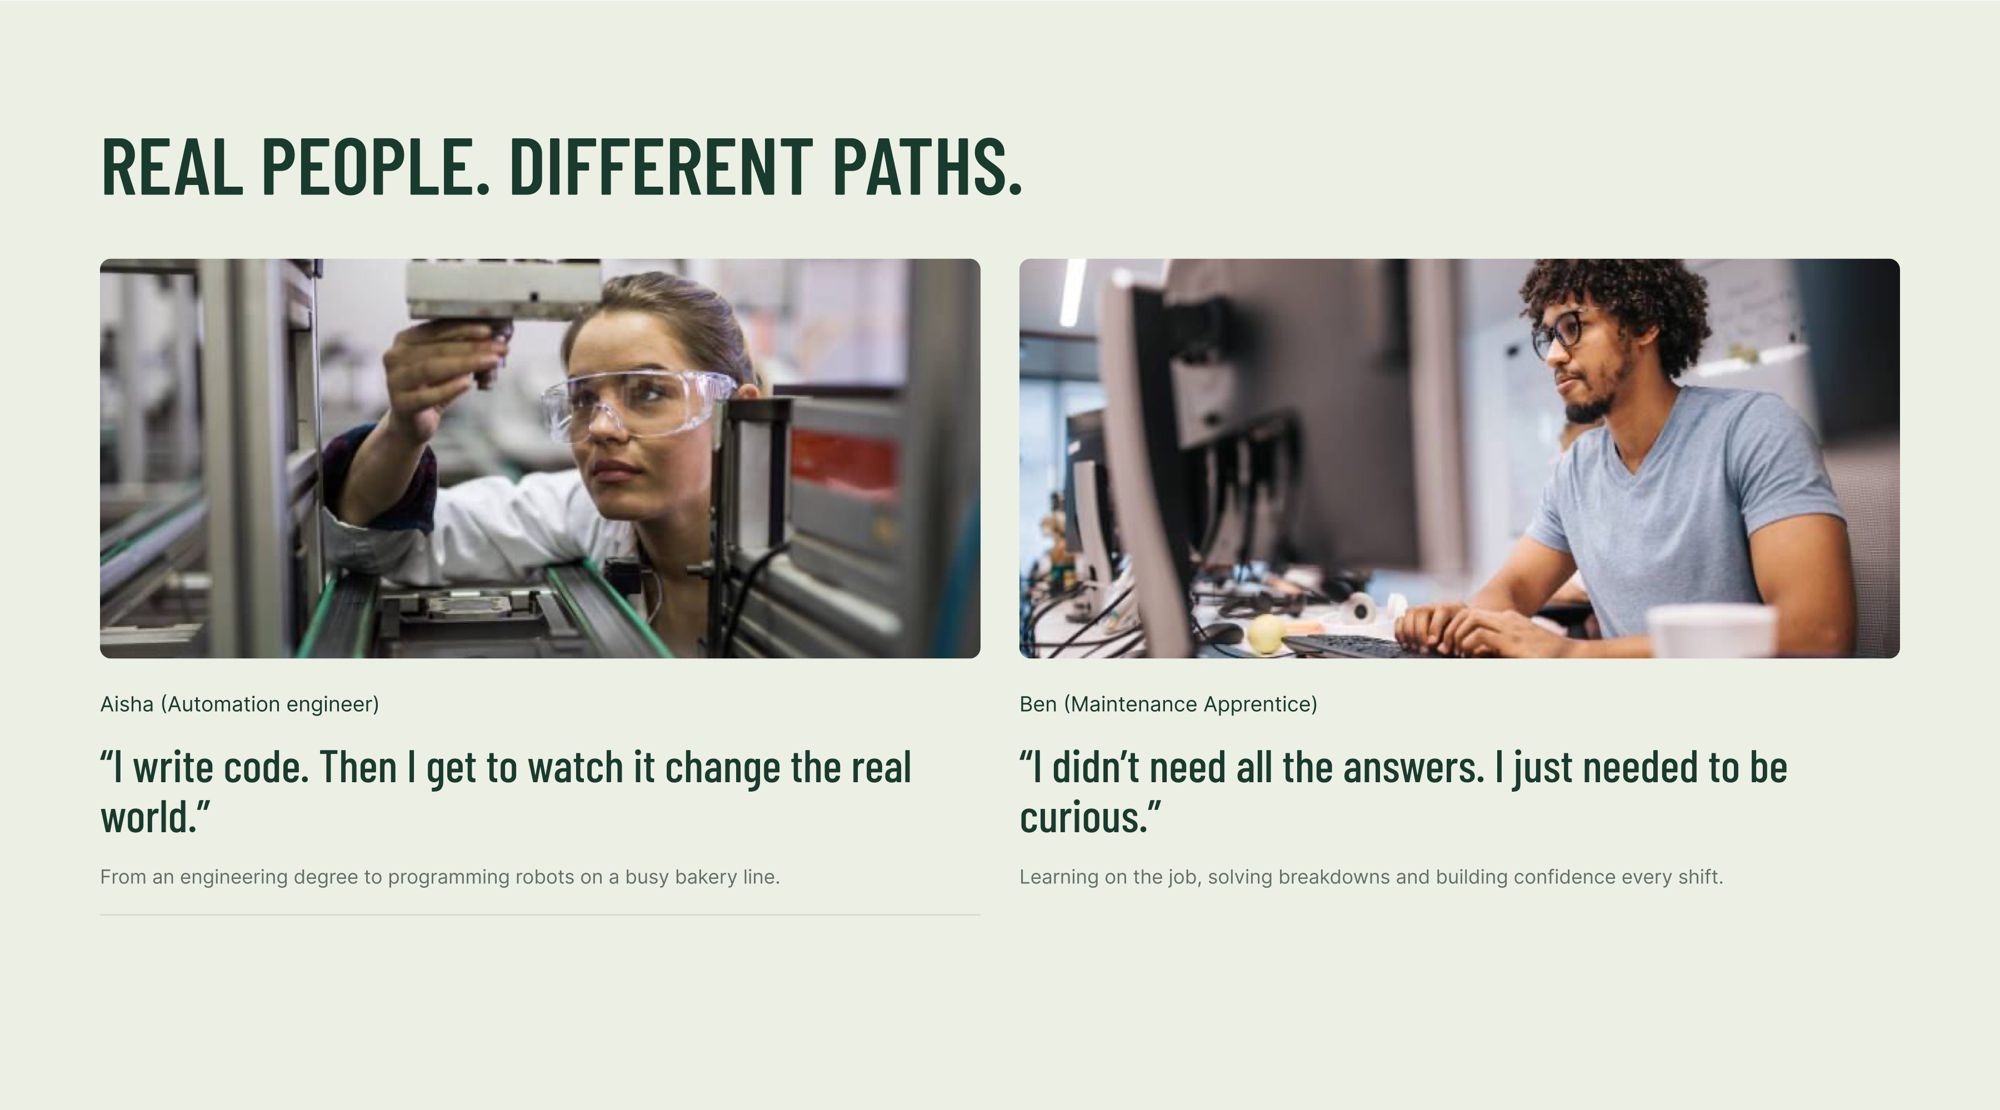 REAL PEOPLE. DIFFERENT PATHS.
Aisha (Automation engineer)
“I write code. Then I get to watch it change the real
world.”
From an engineering degree to programming robots on a busy bakery line.
Ben (Maintenance Apprentice)
“I didn’t need all the answers. I just needed to be
curious.”
Learning on the job, solving breakdowns and building confidence every shift.